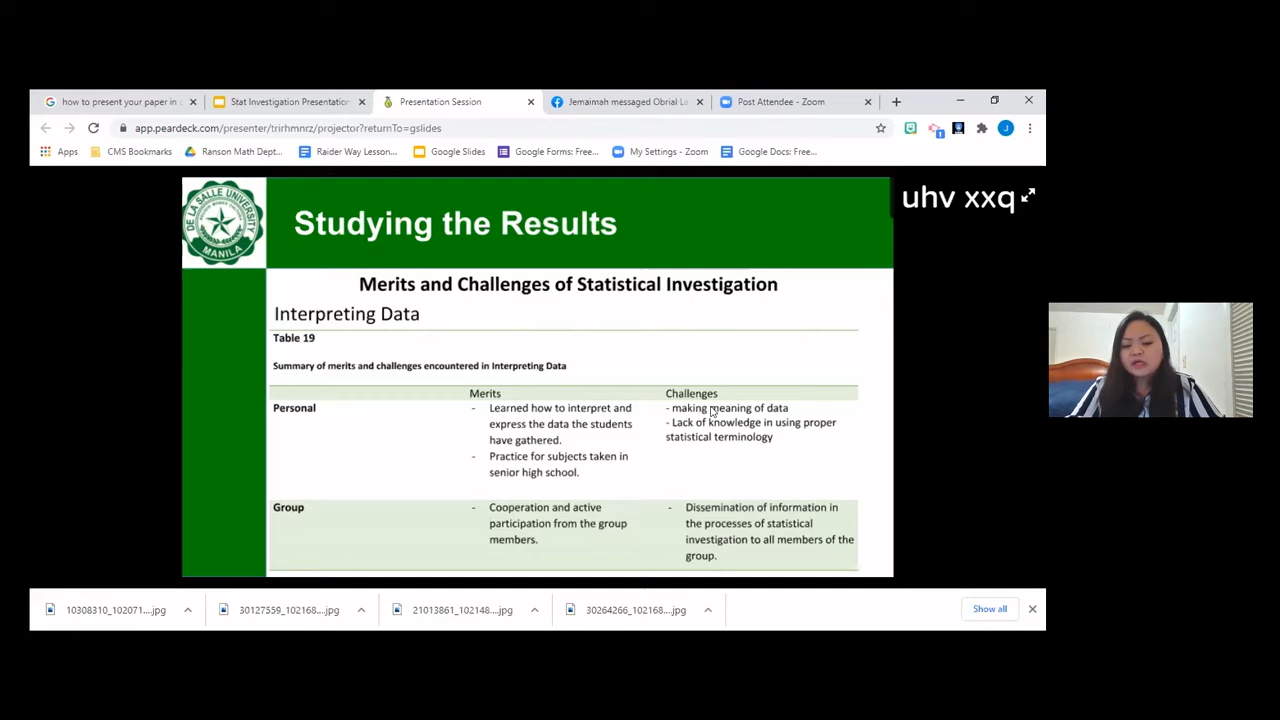 how to present your paper in
Stat Investigation Presentation
Presentation Session
Jemaimah messaged Obrial La
Post Attendee - Zoom
app.peardeck.com/presenter/trirhmnrz/projector?returnTo=gslides
1
J
Apps
CMS Bookmarks
Ranson Math Dept...
Raider Way Lesson...
Google Slides
Google Forms: Free...
My Settings - Zoom
Google Docs: Free...
DE LA SALLE UNIVERSITY
MANILA
Studying the Results
uhv xxq
Merits and Challenges of Statistical Investigation
Interpreting Data
Table 19
Summary of merits and challenges encountered in Interpreting Data
Merits
Challenges
Personal
- Learned how to interpret and
express the data the students
have gathered.
- Practice for subjects taken in
senior high school.
- making meaning of data
- Lack of knowledge in using proper
statistical terminology
Group
- Cooperation and active
participation from the group
members.
- Dissemination of information in
the processes of statistical
investigation to all members of the
group.
10308310_102071....jpg
30127559_102168....jpg
21013861_102148....jpg
30264266_102168....jpg
Show all